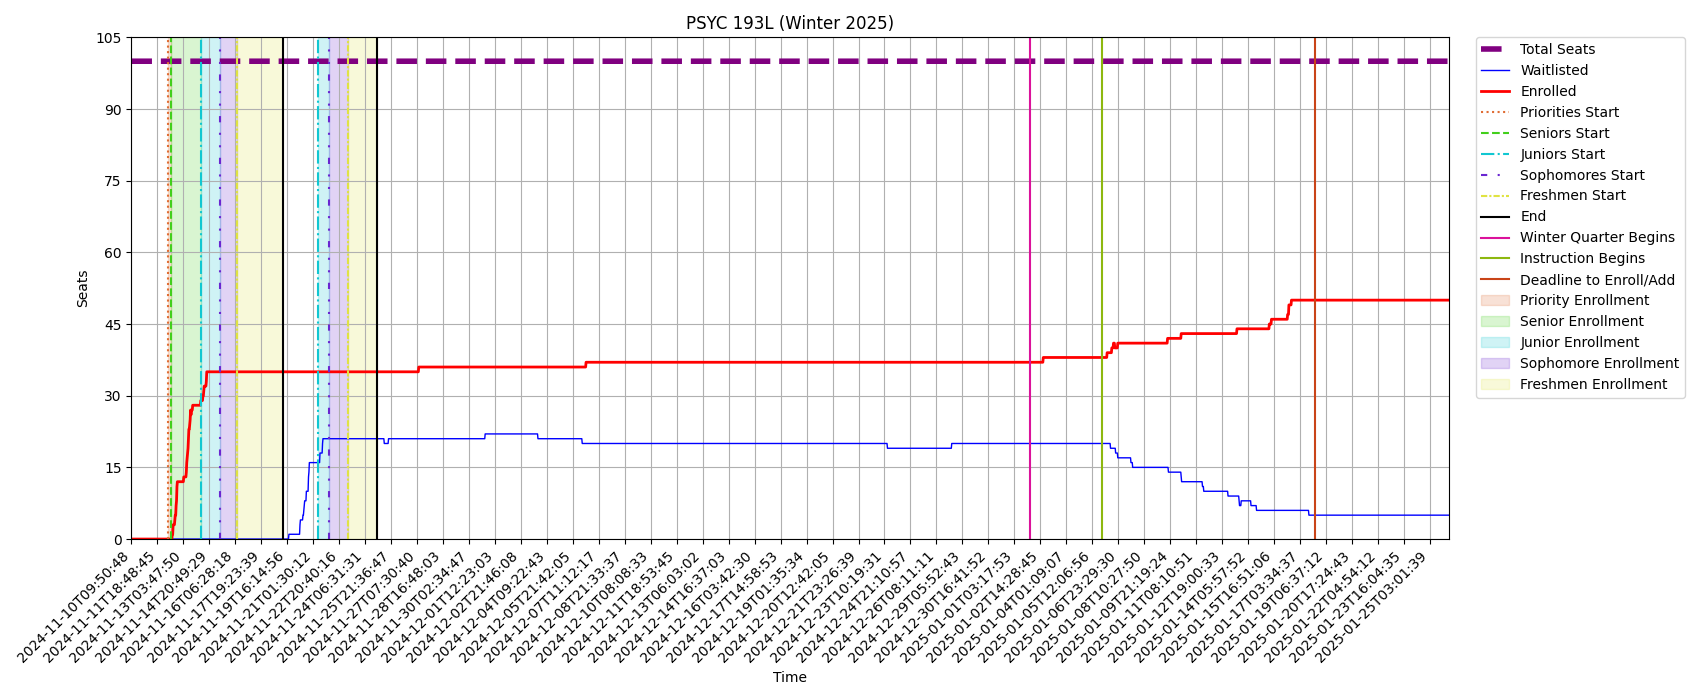 PSYC 193L (Winter 2025)
105
90
75
60
45
30
15
0
Seats
2024-11-10T09:50:48
2024-11-11T18:48:45
2024-11-13T03:47:50
2024-11-14T20:49:29
2024-11-16T06:28:18
2024-11-17T19:23:39
2024-11-19T16:14:56
2024-11-21T01:30:12
2024-11-22T20:40:16
2024-11-24T06:31:31
2024-11-25T21:36:47
2024-11-27T07:30:40
2024-11-28T16:48:03
2024-11-30T02:34:47
2024-12-01T12:23:03
2024-12-02T21:46:08
2024-12-04T09:22:43
2024-12-05T21:42:05
2024-12-07T11:12:17
2024-12-08T21:33:37
2024-12-10T08:08:33
2024-12-11T18:53:45
2024-12-13T06:03:02
2024-12-14T16:37:03
2024-12-16T03:42:30
2024-12-17T14:58:53
2024-12-19T01:35:34
2024-12-20T12:42:05
2024-12-21T23:26:39
2024-12-23T10:19:31
2024-12-24T21:10:57
2024-12-26T08:11:11
2024-12-29T05:52:43
2024-12-30T16:41:52
2025-01-01T03:17:53
2025-01-02T14:28:45
2025-01-04T01:09:07
2025-01-05T12:06:56
2025-01-06T23:29:30
2025-01-08T10:27:50
2025-01-09T21:19:24
2025-01-11T08:10:51
2025-01-12T19:00:33
2025-01-14T05:57:52
2025-01-15T16:51:06
2025-01-17T03:34:37
2025-01-19T06:37:12
2025-01-20T17:24:43
2025-01-22T04:54:12
2025-01-23T16:04:35
2025-01-25T03:01:39
Time
Total Seats
Waitlisted
Enrolled
Priorities Start
Seniors Start
Juniors Start
Sophomores Start
Freshmen Start
End
Winter Quarter Begins
Instruction Begins
Deadline to Enroll/Add
Priority Enrollment
Senior Enrollment
Junior Enrollment
Sophomore Enrollment
Freshmen Enrollment